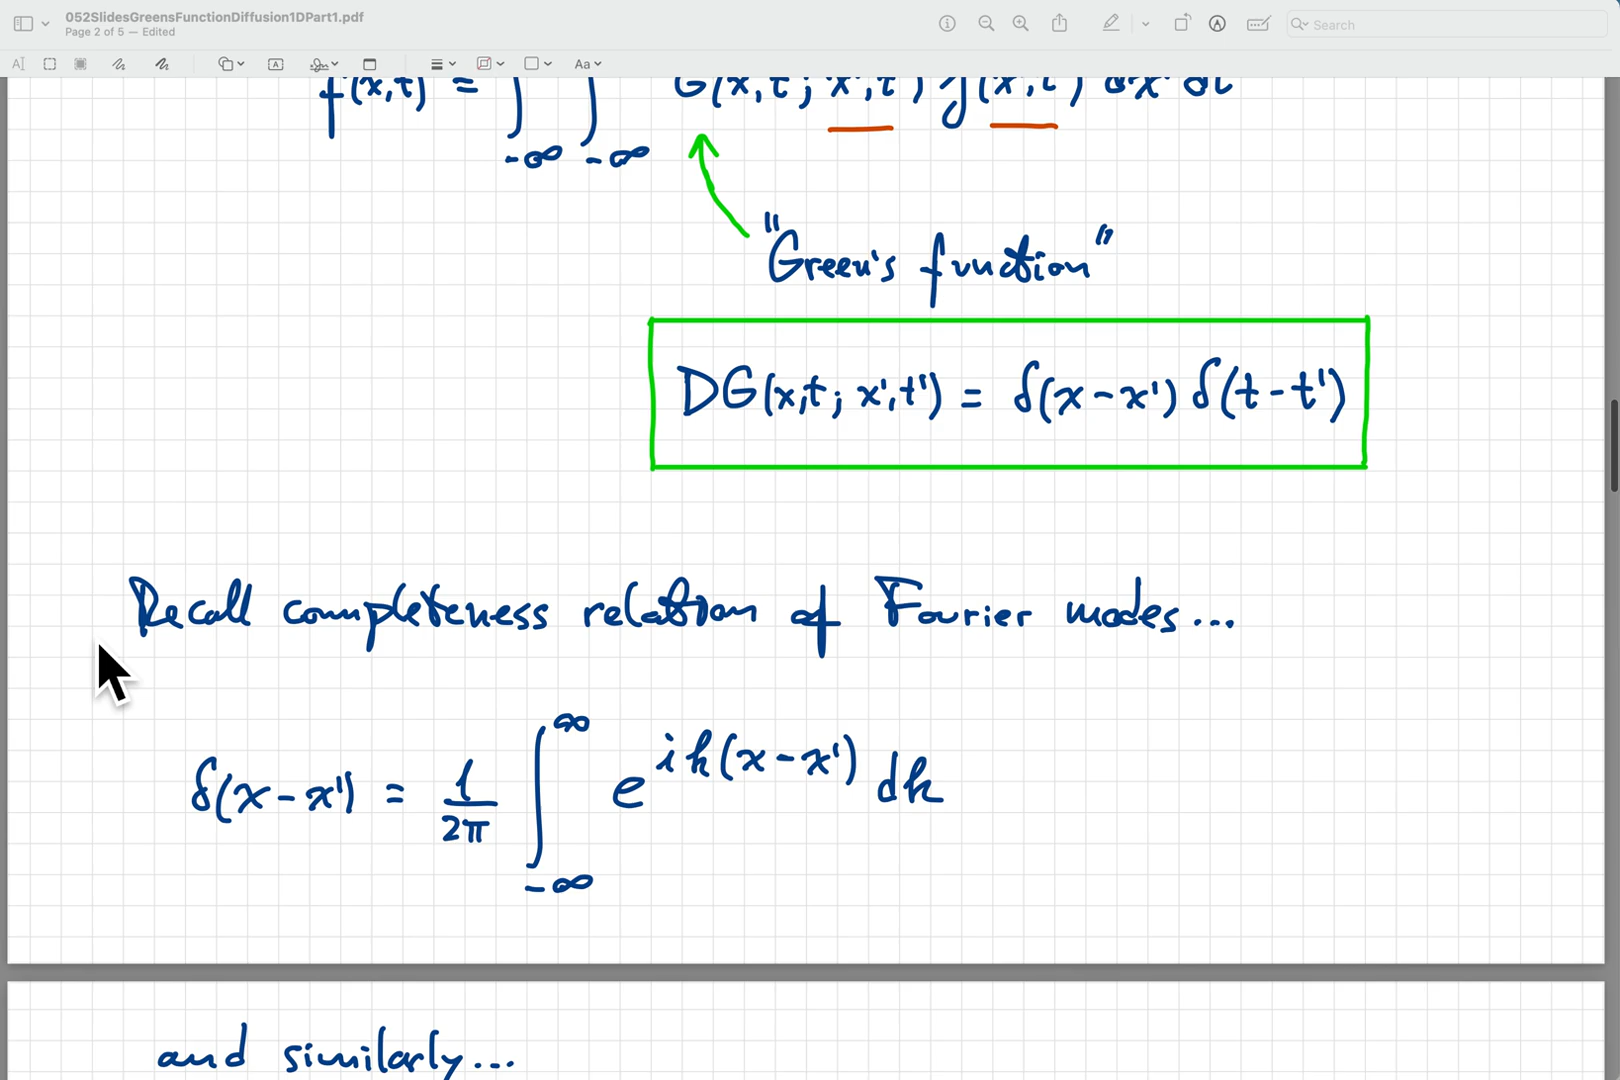 052SlidesGreensFunctionDiffusion1DPart1.pdf
Page 2 of 5 — Edited
Search
Aa
f(x,t) = ∫_{-∞} ∫_{-∞} G(x,t; x',t') g(x',t') dx' dt'
"Green's function"
DG(x,t; x',t') = δ(x-x') δ(t-t')
Recall completeness relation of Fourier modes...
δ(x-x') = 1/2π ∫_{-∞}^{∞} e^{ik(x-x')} dk
and similarly...